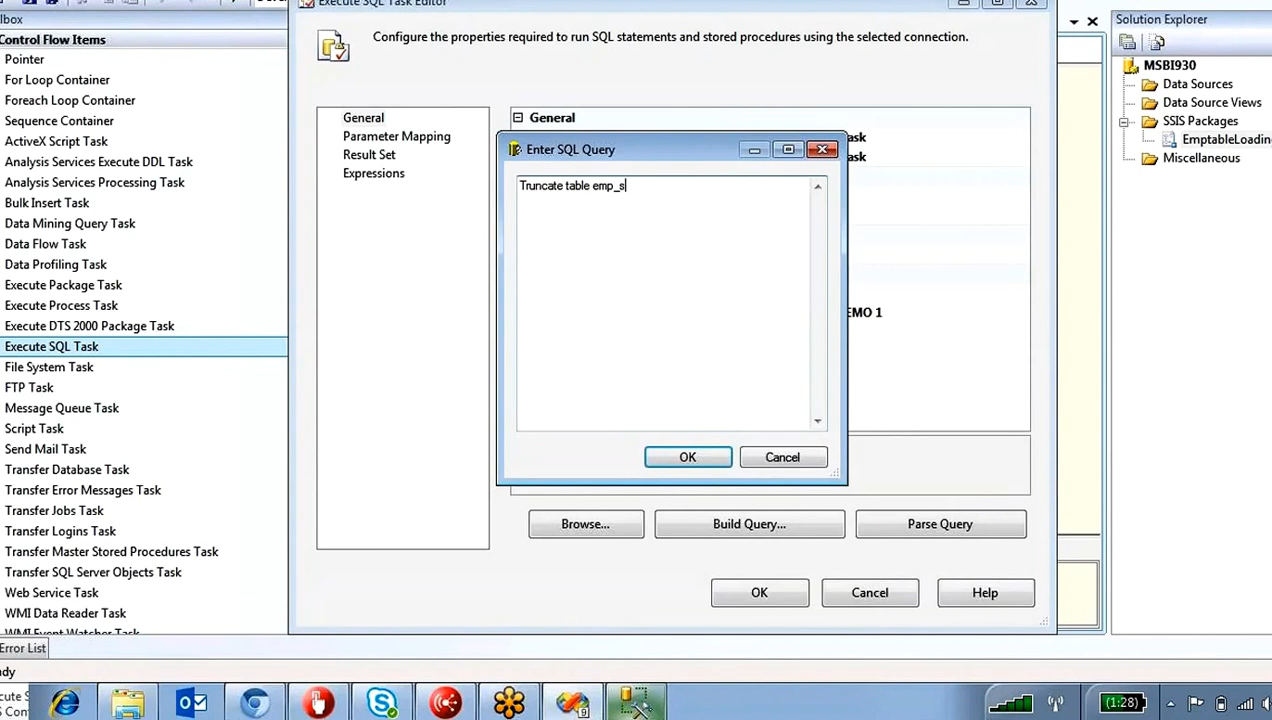 Execute SQL Task Editor
lbox
Control Flow Items
Pointer
For Loop Container
Foreach Loop Container
Sequence Container
ActiveX Script Task
Analysis Services Execute DDL Task
Analysis Services Processing Task
Bulk Insert Task
Data Mining Query Task
Data Flow Task
Data Profiling Task
Execute Package Task
Execute Process Task
Execute DTS 2000 Package Task
Execute SQL Task
File System Task
FTP Task
Message Queue Task
Script Task
Send Mail Task
Transfer Database Task
Transfer Error Messages Task
Transfer Jobs Task
Transfer Logins Task
Transfer Master Stored Procedures Task
Transfer SQL Server Objects Task
Web Service Task
WMI Data Reader Task
WMI Event Watcher Task
Error List
Configure the properties required to run SQL statements and stored procedures using the selected connection.
General
Parameter Mapping
Result Set
Expressions
General
ask
ask
EMO 1
Enter SQL Query
Truncate table emp_s
OK
Cancel
Browse...
Build Query...
Parse Query
OK
Cancel
Help
Solution Explorer
MSBI930
Data Sources
Data Source Views
SSIS Packages
EmptableLoadin
Miscellaneous
ady
cute S
S Cont
9
(1:28)